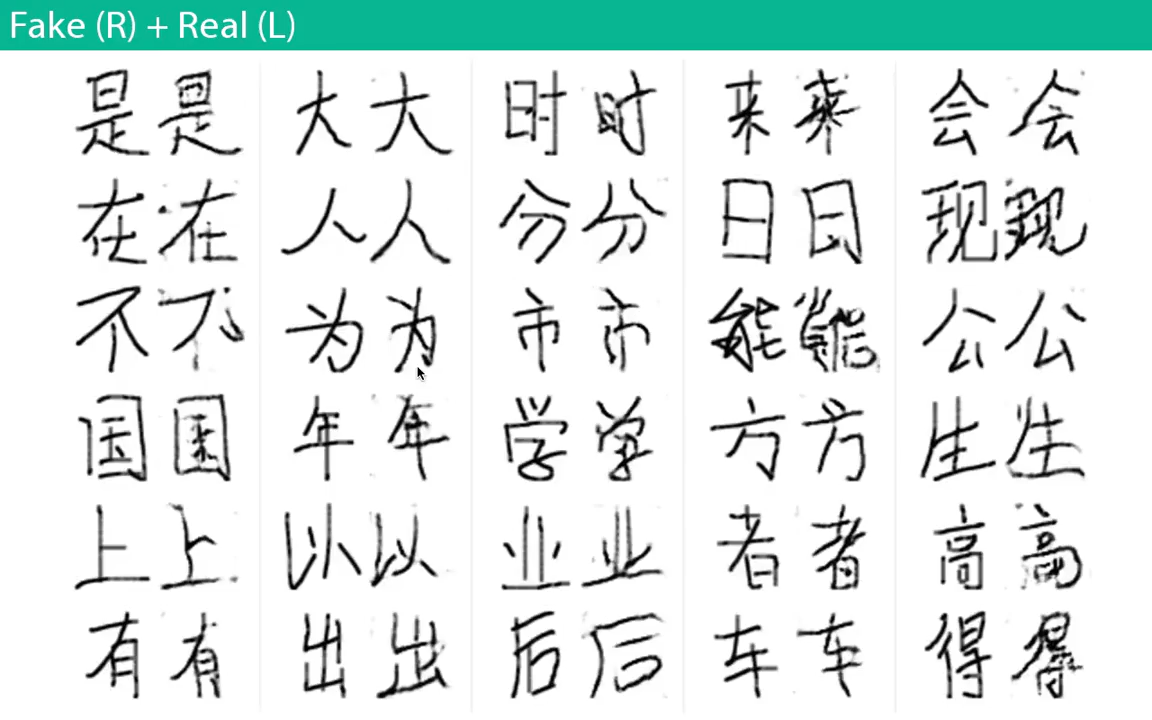 Fake (R) + Real (L)
是是 大大 时时 来来 会会
在在 人人 分分 日日 现现
不不 为为 市市 能能 公公
国国 年年 学学 方方 生生
上上 以以 业业 者者 高高
有有 出出 后后 车车 得得